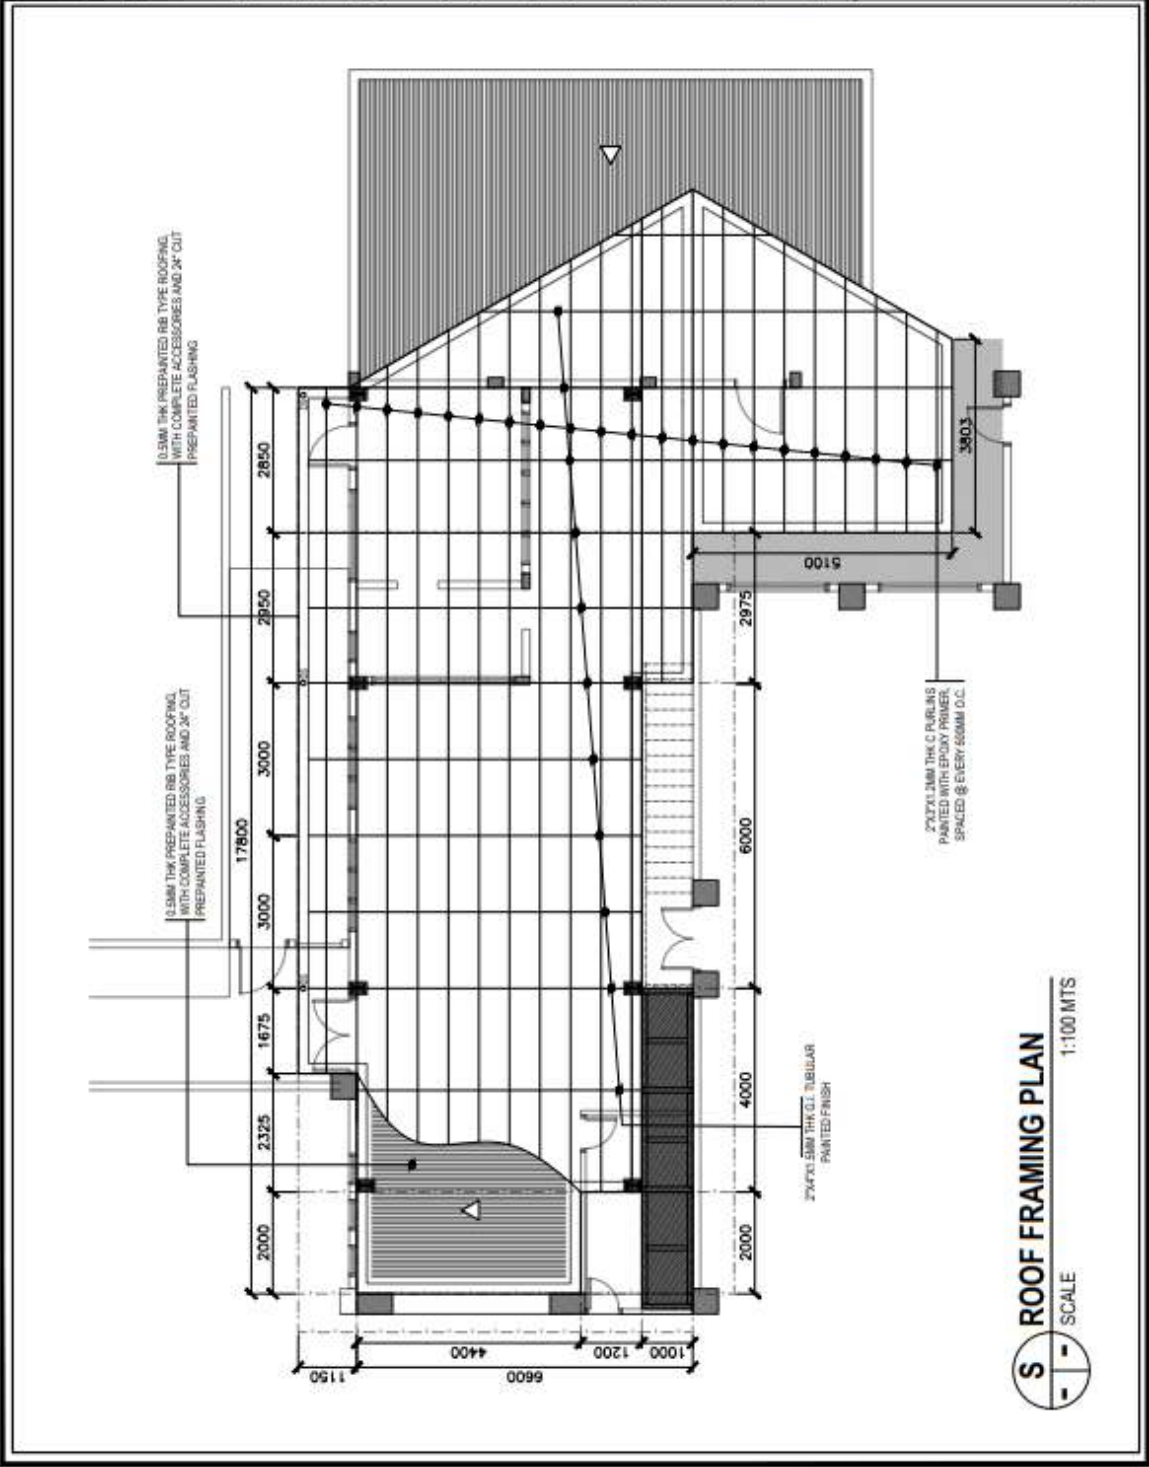 0.5MM THK PREPAINTED RIB TYPE ROOFING,
WITH COMPLETE ACCESSORIES AND 24" CUT
PREPAINTED FLASHING
0.5MM THK PREPAINTED RIB TYPE ROOFING,
WITH COMPLETE ACCESSORIES AND 24" CUT
PREPAINTED FLASHING
17800
2000
2325
1675
3000
3000
2950
2850
1150
6600
4400
1200
1000
2000
4000
6000
2975
5100
3803
2"X4"X1.5MM THK G.I. TUBULAR
PAINTED FINISH
2"X3"X1.2MM THK C PURLINS
PAINTED WITH EPOXY PRIMER,
SPACED @ EVERY 600MM O.C.
S
- -
ROOF FRAMING PLAN
SCALE 1:100 MTS